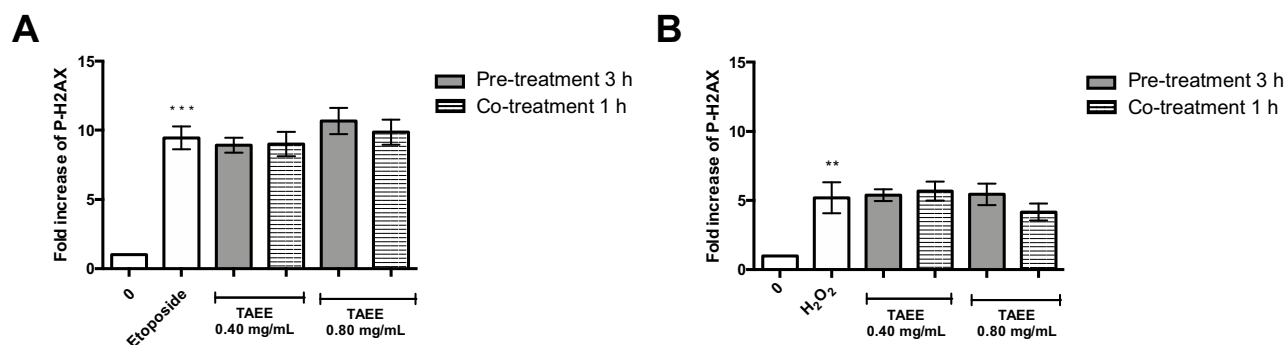 A
Fold increase of P-H2AX
15
10
5
0
***
0
Etoposide
TAEE
0.40 mg/mL
TAEE
0.80 mg/mL
Pre-treatment 3 h
Co-treatment 1 h
B
Fold increase of P-H2AX
15
10
5
0
**
0
H₂O₂
TAEE
0.40 mg/mL
TAEE
0.80 mg/mL
Pre-treatment 3 h
Co-treatment 1 h